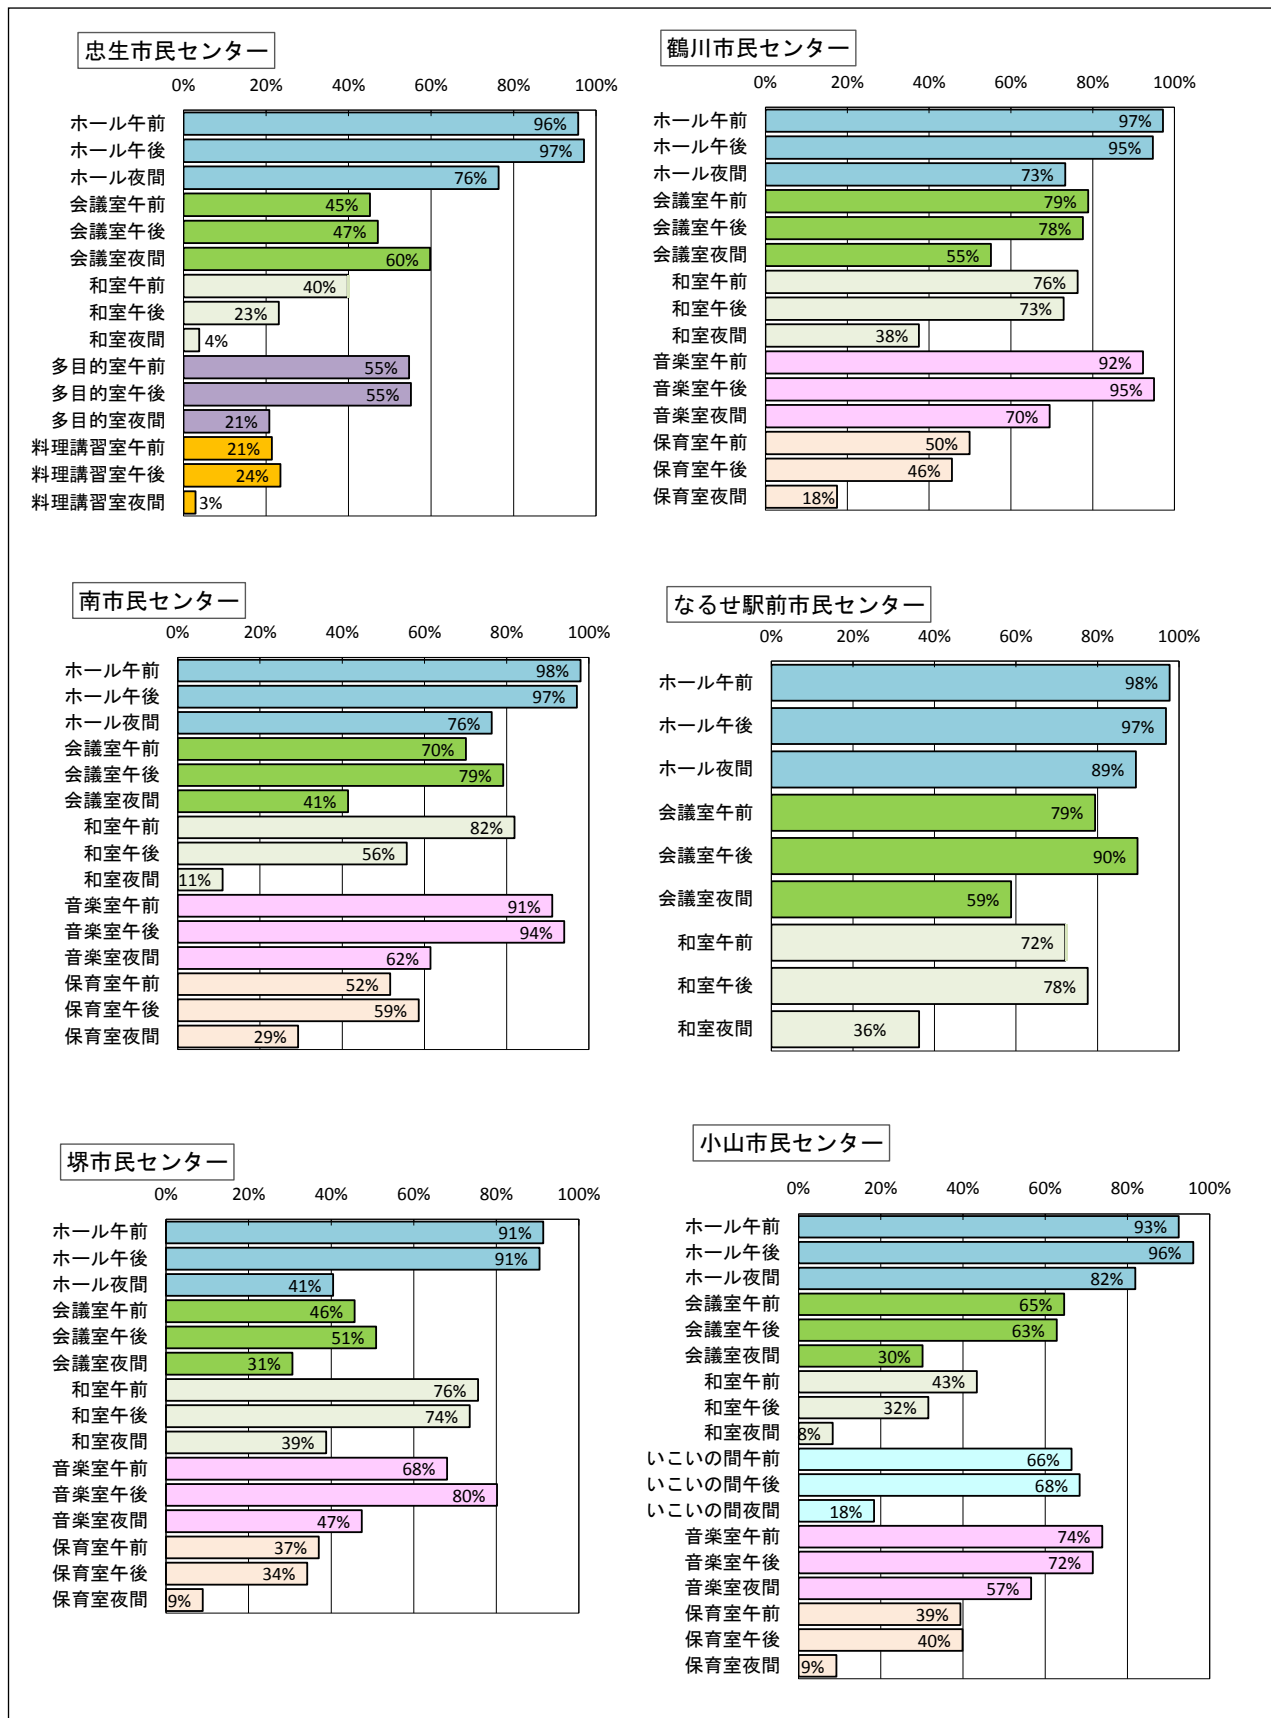 忠生市民センター
0% 20% 40% 60% 80% 100%
ホール午前 96%
ホール午後 97%
ホール夜間 76%
会議室午前 45%
会議室午後 47%
会議室夜間 60%
和室午前 40%
和室午後 23%
和室夜間 4%
多目的室午前 55%
多目的室午後 55%
多目的室夜間 21%
料理講習室午前 21%
料理講習室午後 24%
料理講習室夜間 3%
鶴川市民センター
0% 20% 40% 60% 80% 100%
ホール午前 97%
ホール午後 95%
ホール夜間 73%
会議室午前 79%
会議室午後 78%
会議室夜間 55%
和室午前 76%
和室午後 73%
和室夜間 38%
音楽室午前 92%
音楽室午後 95%
音楽室夜間 70%
保育室午前 50%
保育室午後 46%
保育室夜間 18%
南市民センター
0% 20% 40% 60% 80% 100%
ホール午前 98%
ホール午後 97%
ホール夜間 76%
会議室午前 70%
会議室午後 79%
会議室夜間 41%
和室午前 82%
和室午後 56%
和室夜間 11%
音楽室午前 91%
音楽室午後 94%
音楽室夜間 62%
保育室午前 52%
保育室午後 59%
保育室夜間 29%
なるせ駅前市民センター
0% 20% 40% 60% 80% 100%
ホール午前 98%
ホール午後 97%
ホール夜間 89%
会議室午前 79%
会議室午後 90%
会議室夜間 59%
和室午前 72%
和室午後 78%
和室夜間 36%
堺市民センター
0% 20% 40% 60% 80% 100%
ホール午前 91%
ホール午後 91%
ホール夜間 41%
会議室午前 46%
会議室午後 51%
会議室夜間 31%
和室午前 76%
和室午後 74%
和室夜間 39%
音楽室午前 68%
音楽室午後 80%
音楽室夜間 47%
保育室午前 37%
保育室午後 34%
保育室夜間 9%
小山市民センター
0% 20% 40% 60% 80% 100%
ホール午前 93%
ホール午後 96%
ホール夜間 82%
会議室午前 65%
会議室午後 63%
会議室夜間 30%
和室午前 43%
和室午後 32%
和室夜間 8%
いこいの間午前 66%
いこいの間午後 68%
いこいの間夜間 18%
音楽室午前 74%
音楽室午後 72%
音楽室夜間 57%
保育室午前 39%
保育室午後 40%
保育室夜間 9%